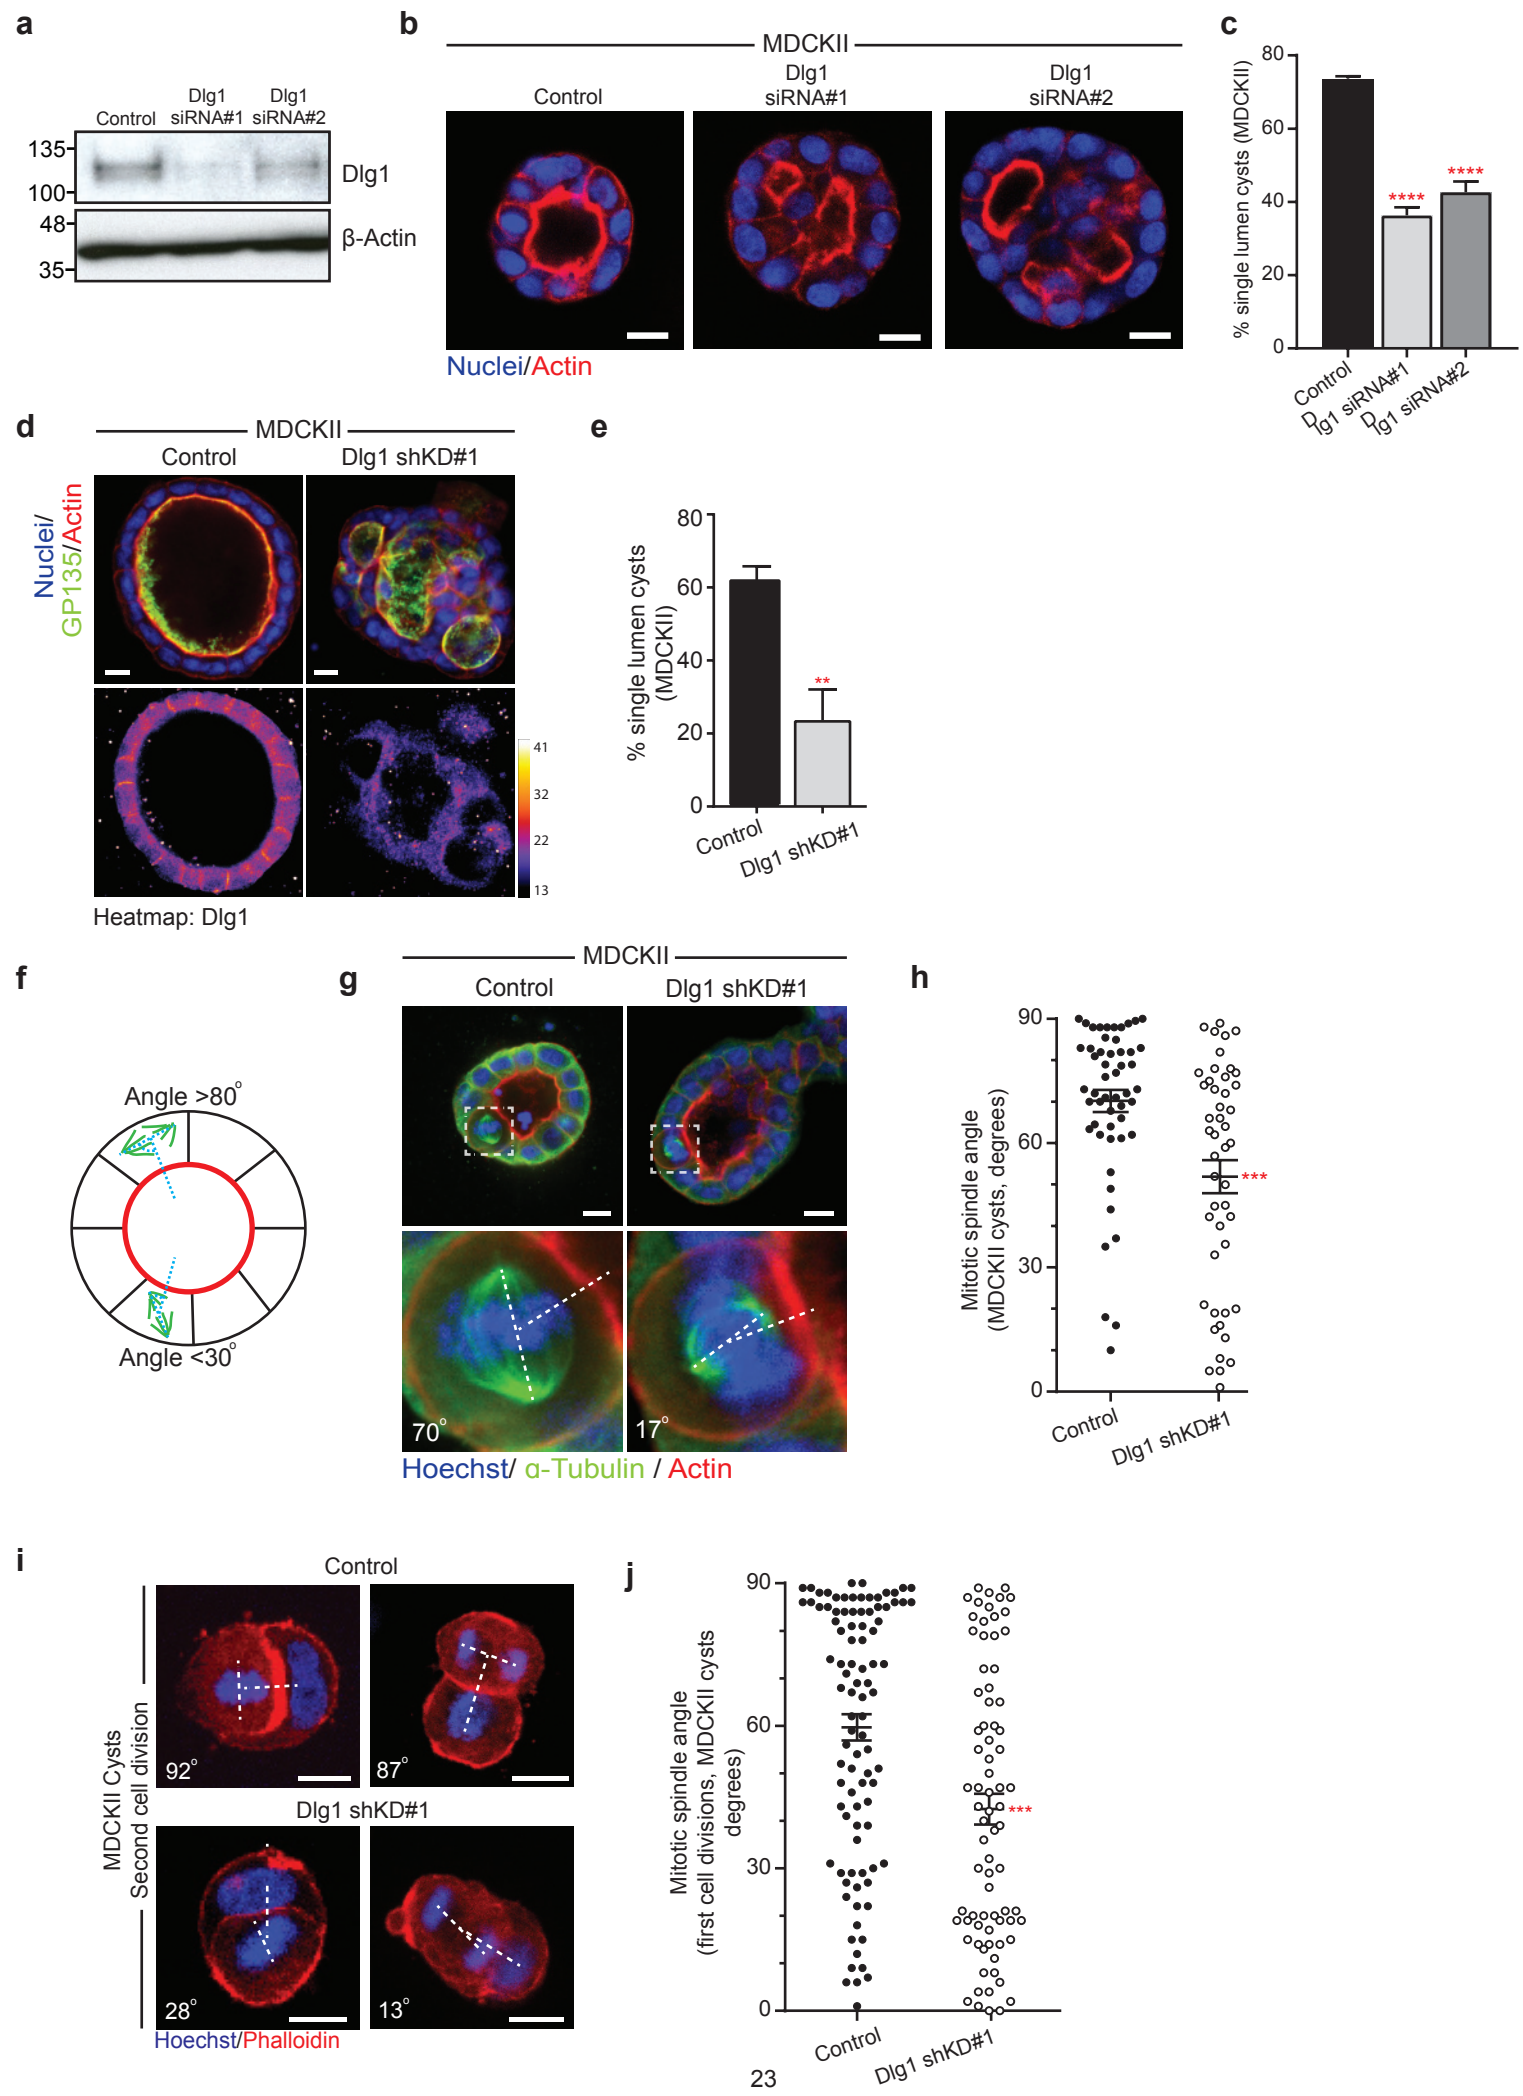 a
Control
Dlg1
siRNA#1
Dlg1
siRNA#2
135
100
Dlg1
48
35
β-Actin
b
MDCKII
Control
Dlg1
siRNA#1
Dlg1
siRNA#2
Nuclei/Actin
c
% single lumen cysts (MDCKII)
80
60
40
20
0
****
****
Control
Dlg1 siRNA#1
Dlg1 siRNA#2
d
MDCKII
Control
Dlg1 shKD#1
Nuclei/
GP135/Actin
41
32
22
13
Heatmap: Dlg1
e
% single lumen cysts
(MDCKII)
80
60
40
20
0
**
Control
Dlg1 shKD#1
f
Angle >80°
Angle <30°
g
MDCKII
Control
Dlg1 shKD#1
70°
17°
Hoechst/ α-Tubulin / Actin
h
Mitotic spindle angle
(MDCKII cysts, degrees)
90
60
30
0
***
Control
Dlg1 shKD#1
i
Control
MDCKII Cysts
Second cell division
92°
87°
Dlg1 shKD#1
28°
13°
Hoechst/Phalloidin
j
Mitotic spindle angle
(first cell divisions, MDCKII cysts
degrees)
90
60
30
0
***
Control
Dlg1 shKD#1
23